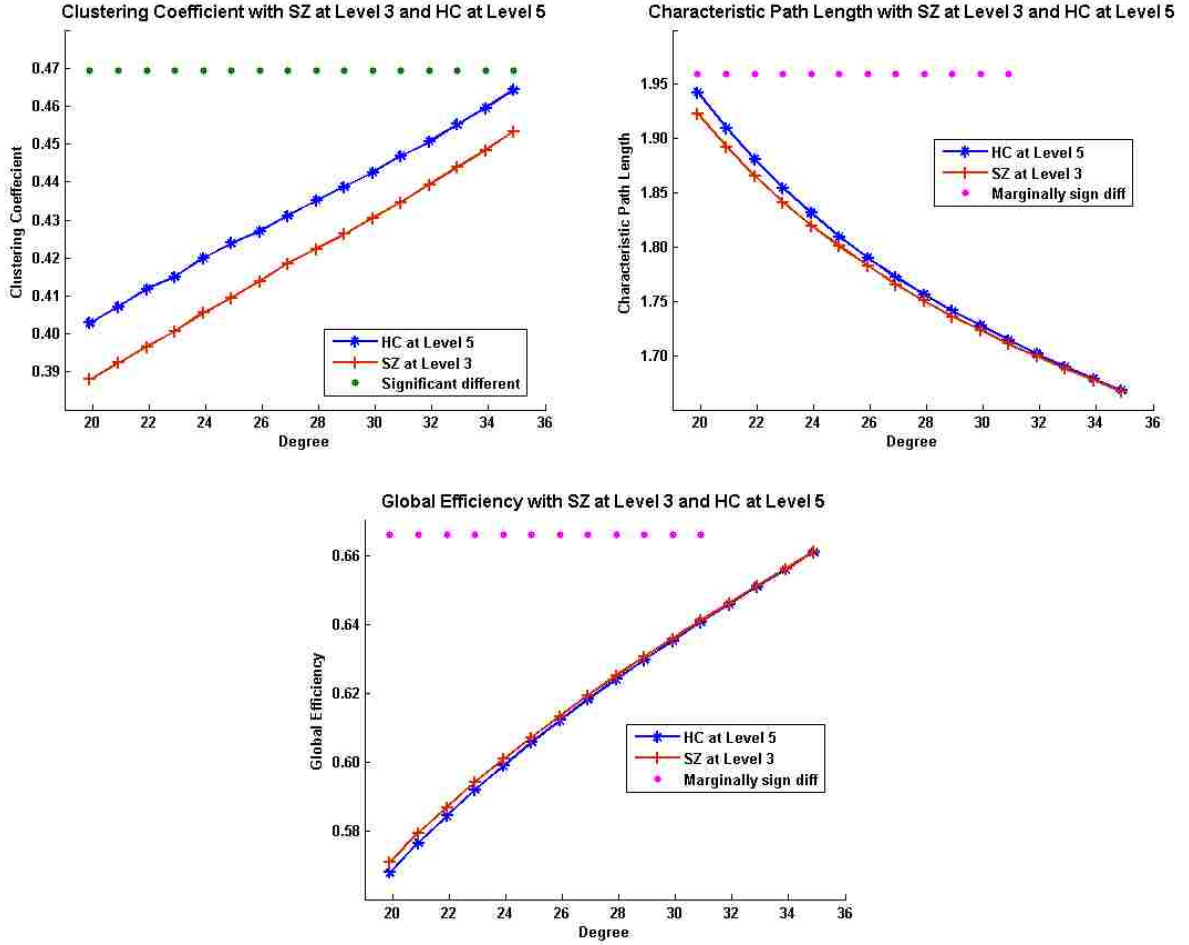 Clustering Coefficient with SZ at Level 3 and HC at Level 5
Clustering Coeffecient
0.47
0.46
0.45
0.44
0.43
0.42
0.41
0.40
0.39
HC at Level 5
SZ at Level 3
Significant different
20 22 24 26 28 30 32 34 36
Degree
Characteristic Path Length with SZ at Level 3 and HC at Level 5
Characteristic Path Length
1.95
1.90
1.85
1.80
1.75
1.70
HC at Level 5
SZ at Level 3
Marginally sign diff
20 22 24 26 28 30 32 34 36
Degree
Global Efficiency with SZ at Level 3 and HC at Level 5
Global Efficiency
0.66
0.64
0.62
0.60
0.58
HC at Level 5
SZ at Level 3
Marginally sign diff
20 22 24 26 28 30 32 34 36
Degree